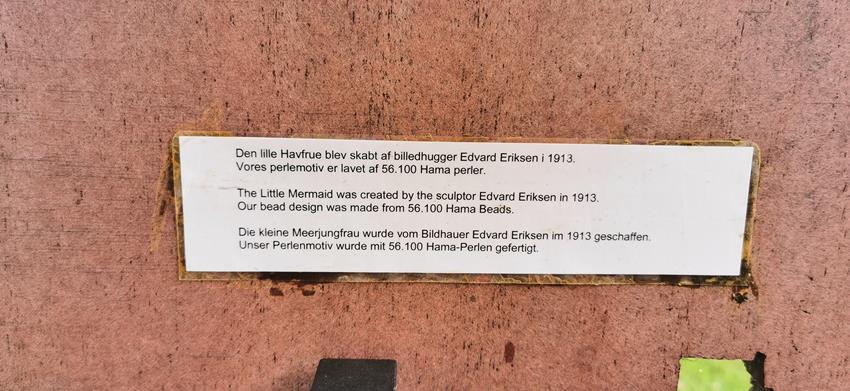 Den lille Havfrue blev skabt af billedhugger Edvard Eriksen i 1913.
Vores perlemotiv er lavet af 56.100 Hama perler.
The Little Mermaid was created by the sculptor Edvard Eriksen in 1913.
Our bead design was made from 56.100 Hama Beads.
Die kleine Meerjungfrau wurde vom Bildhauer Edvard Eriksen im 1913 geschaffen.
Unser Perlenmotiv wurde mit 56.100 Hama-Perlen gefertigt.